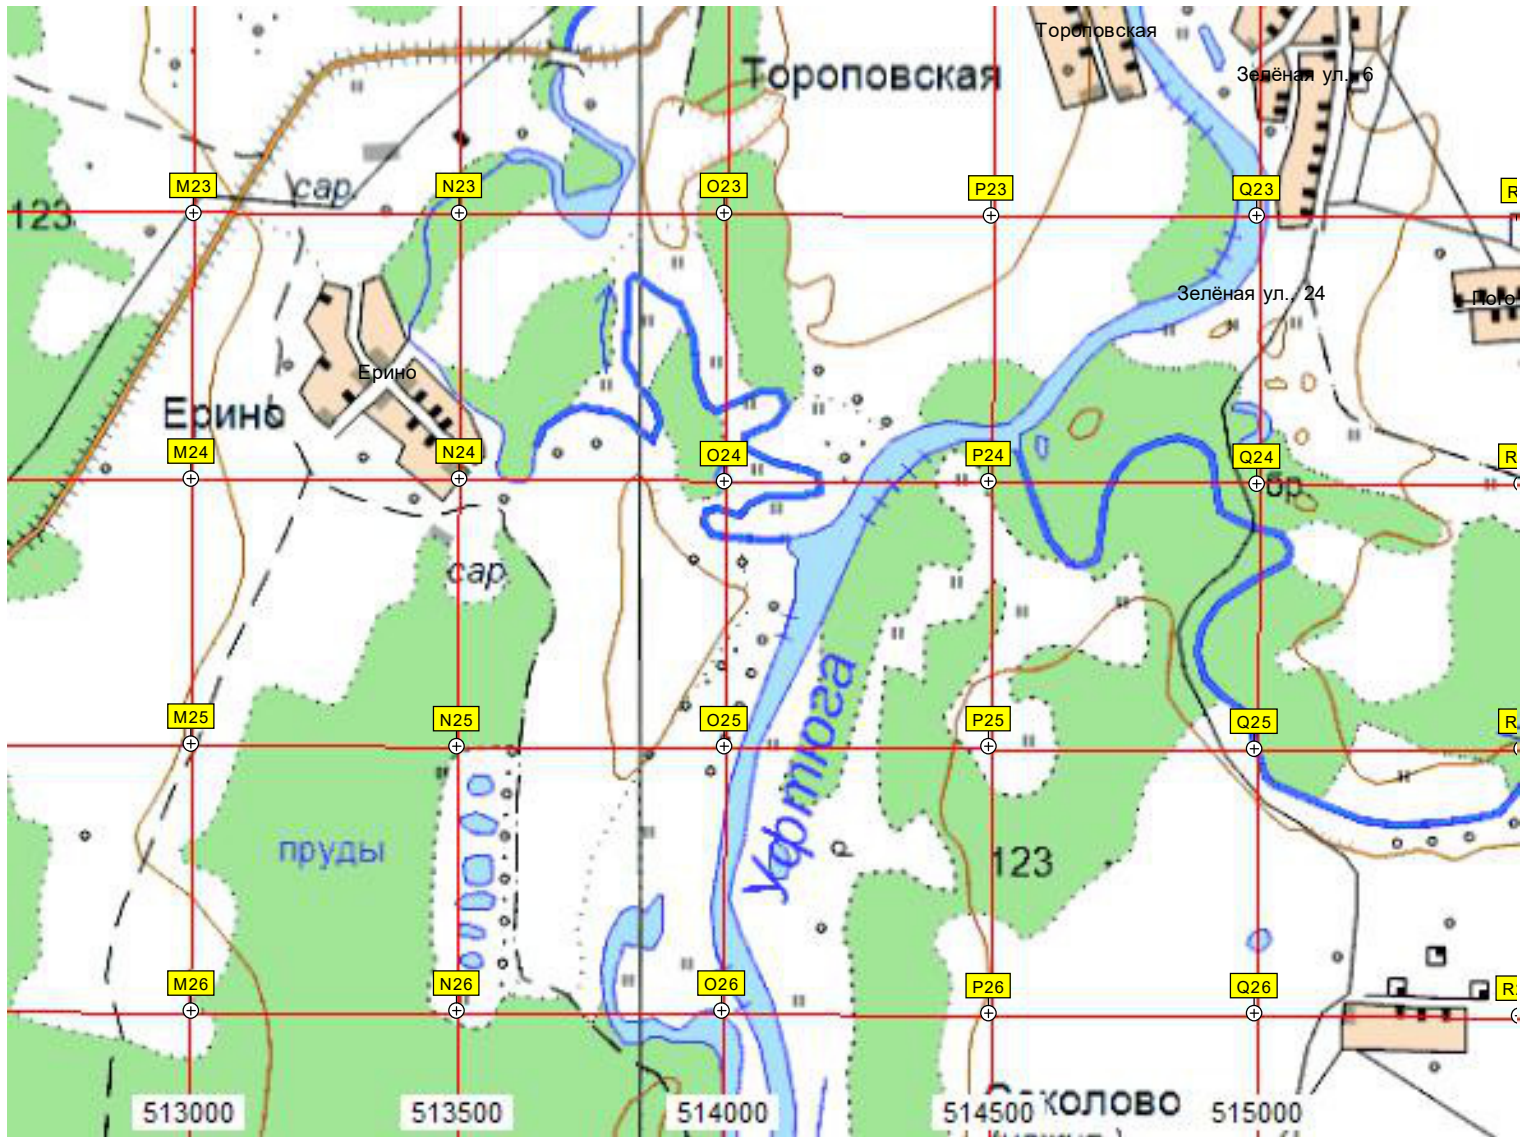 Тороповская
Зелёная ул., 6
Тороповская
сар.
M23
N23
O23
P23
Q23
R
123
Зелёная ул., 24
Пого
Ерино
Ерино
M24
N24
O24
P24
Q24
R
бр.
сар.
Уфтюга
M25
N25
O25
P25
Q25
R
пруды
123
M26
N26
O26
P26
Q26
R
513000
513500
514000
514500
515000